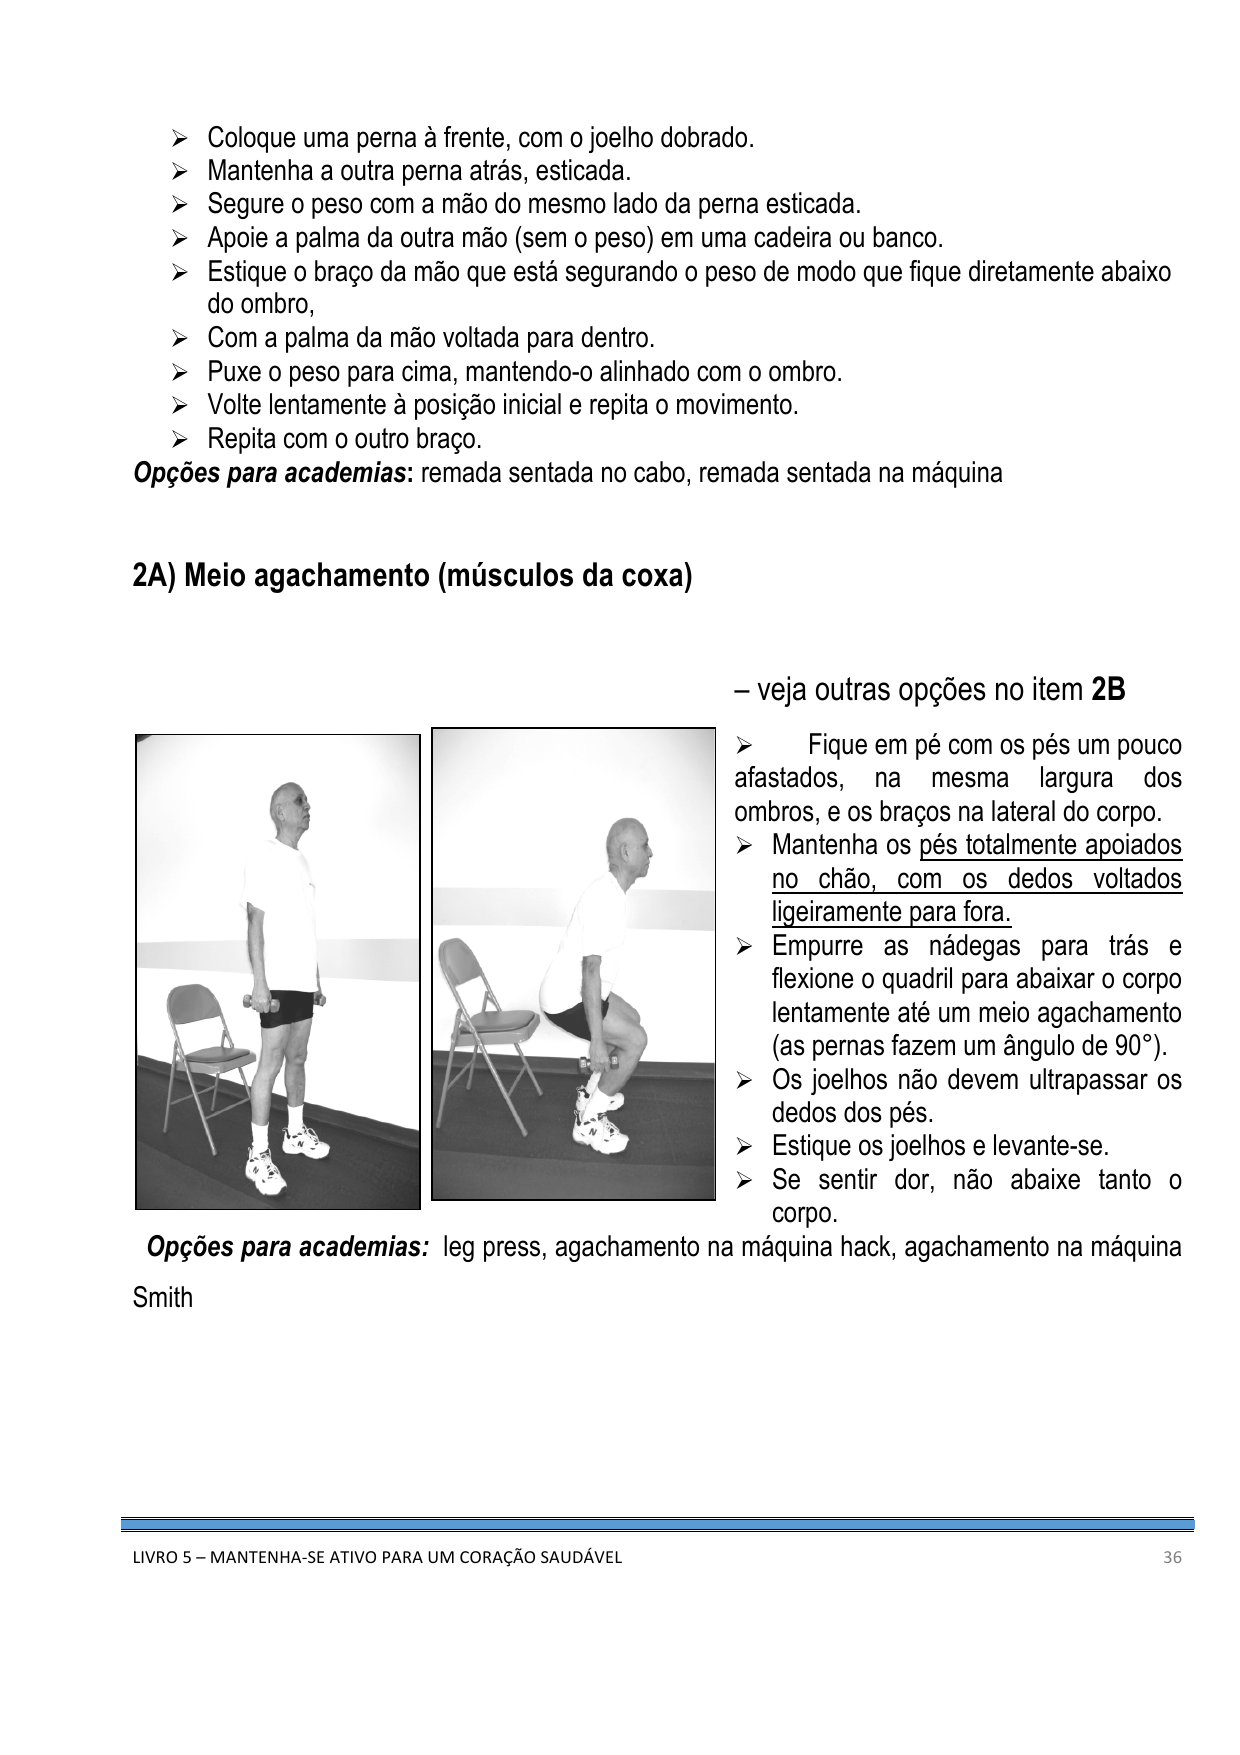 ➢ Coloque uma perna à frente, com o joelho dobrado.
➢ Mantenha a outra perna atrás, esticada.
➢ Segure o peso com a mão do mesmo lado da perna esticada.
➢ Apoie a palma da outra mão (sem o peso) em uma cadeira ou banco.
➢ Estique o braço da mão que está segurando o peso de modo que fique diretamente abaixo
do ombro,
➢ Com a palma da mão voltada para dentro.
➢ Puxe o peso para cima, mantendo-o alinhado com o ombro.
➢ Volte lentamente à posição inicial e repita o movimento.
➢ Repita com o outro braço.
Opções para academias: remada sentada no cabo, remada sentada na máquina
2A) Meio agachamento (músculos da coxa)
– veja outras opções no item 2B
➢ Fique em pé com os pés um pouco
afastados, na mesma largura dos
ombros, e os braços na lateral do corpo.
➢ Mantenha os pés totalmente apoiados
no chão, com os dedos voltados
ligeiramente para fora.
➢ Empurre as nádegas para trás e
flexione o quadril para abaixar o corpo
lentamente até um meio agachamento
(as pernas fazem um ângulo de 90°).
➢ Os joelhos não devem ultrapassar os
dedos dos pés.
➢ Estique os joelhos e levante-se.
➢ Se sentir dor, não abaixe tanto o
corpo.
Opções para academias: leg press, agachamento na máquina hack, agachamento na máquina
Smith
LIVRO 5 – MANTENHA-SE ATIVO PARA UM CORAÇÃO SAUDÁVEL 36